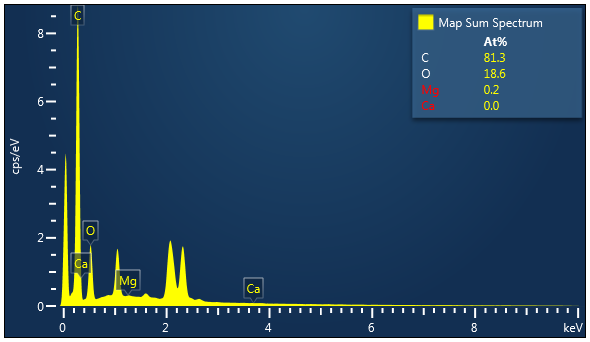 Map Sum Spectrum
At%
C 81.3
O 18.6
Mg 0.2
Ca 0.0
cps/eV
8
6
4
2
0
C
O
Ca
Mg
Ca
0 2 4 6 8 keV